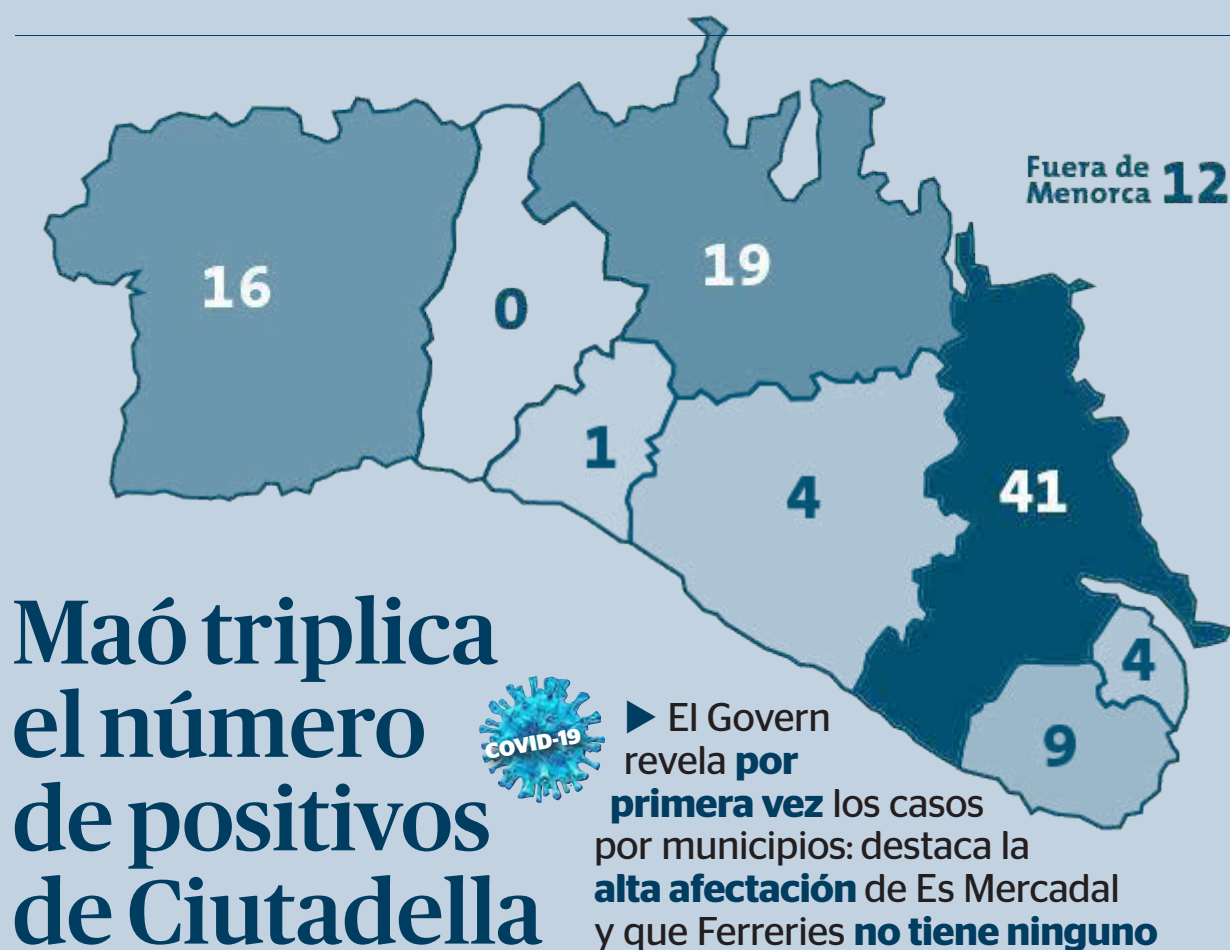 Fuera de
Menorca 12
16
0
19
1
4
41
4
9
Maó triplica
el número
de positivos
de Ciutadella
COVID-19
▶ El Govern
revela por
primera vez los casos
por municipios: destaca la
alta afectación de Es Mercadal
y que Ferreries no tiene ninguno